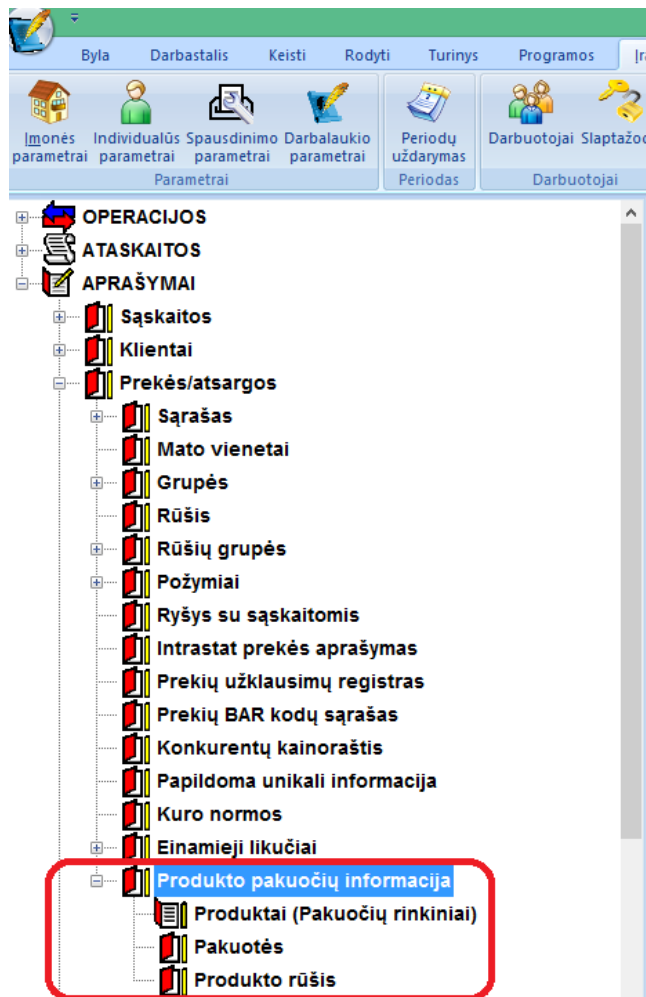 Byla Darbastalis Keisti Rodyti Turinys Programos
Įmonės Individualūs Spausdinimo Darbalaukio Periodų Darbuotojai
parametrai parametrai parametrai parametrai uždarymas
Parametrai Periodas Darbuotojai
OPERACIJOS
ATASKAITOS
APRAŠYMAI
Sąskaitos
Klientai
Prekės/atsargos
Sąrašas
Mato vienetai
Grupės
Rūšis
Rūšių grupės
Požymiai
Ryšys su sąskaitomis
Intrastat prekės aprašymas
Prekių užklausimų registras
Prekių BAR kodų sąrašas
Konkurentų kainoraštis
Papildoma unikali informacija
Kuro normos
Einamieji likučiai
Produkto pakuočių informacija
Produktai (Pakuočių rinkiniai)
Pakuotės
Produkto rūšis